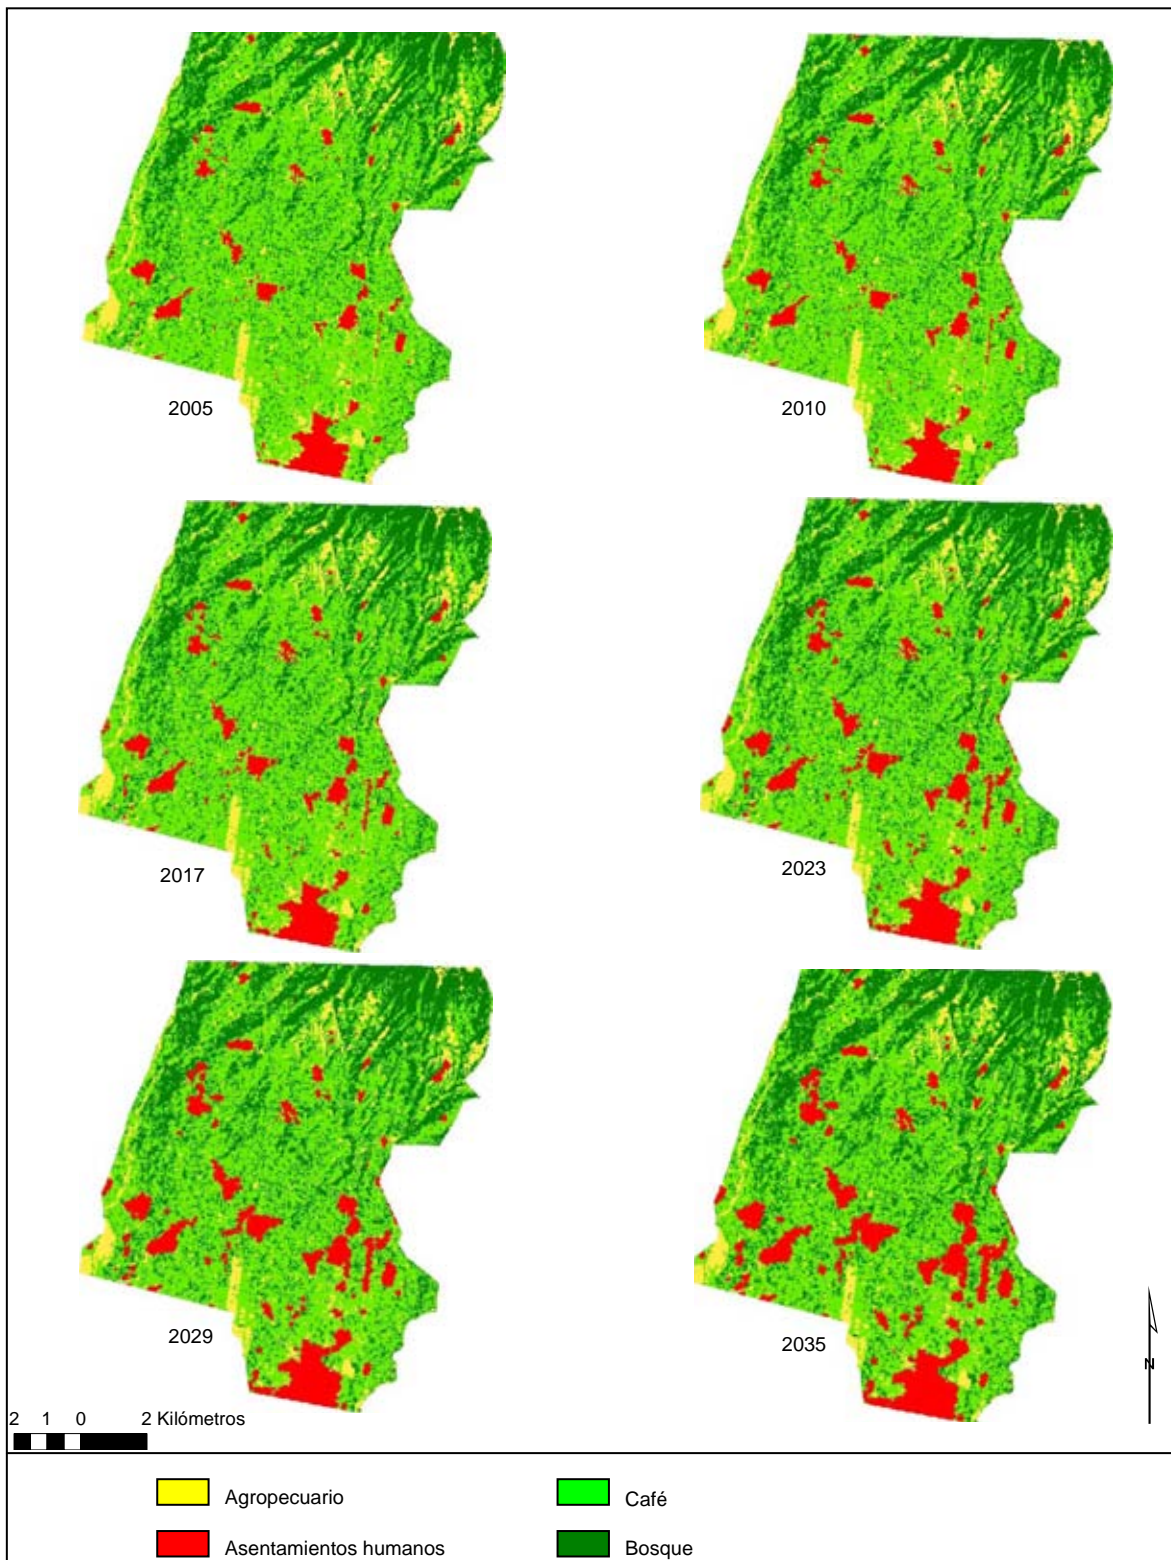 2005
2010
2017
2023
2029
2035
N
2 1 0 2 Kilómetros
Agropecuario
Café
Asentamientos humanos
Bosque